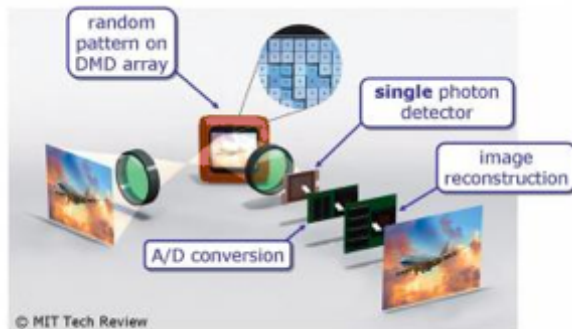 random
pattern on
DMD array
single photon
detector
image
reconstruction
A/D conversion
© MIT Tech Review